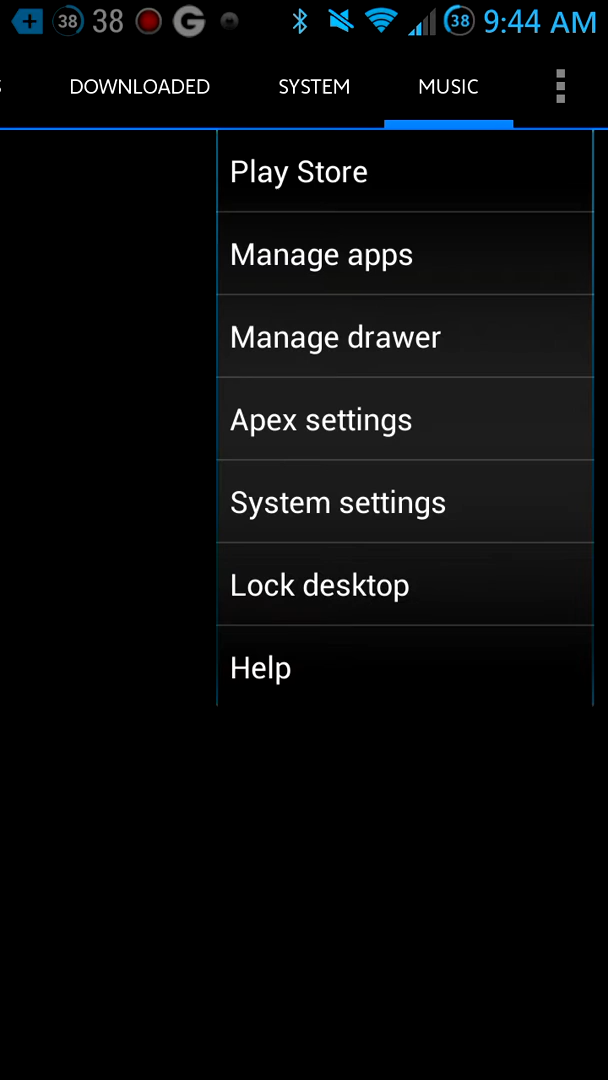 38 38 G 38 9:44 AM
DOWNLOADED SYSTEM MUSIC
Play Store
Manage apps
Manage drawer
Apex settings
System settings
Lock desktop
Help